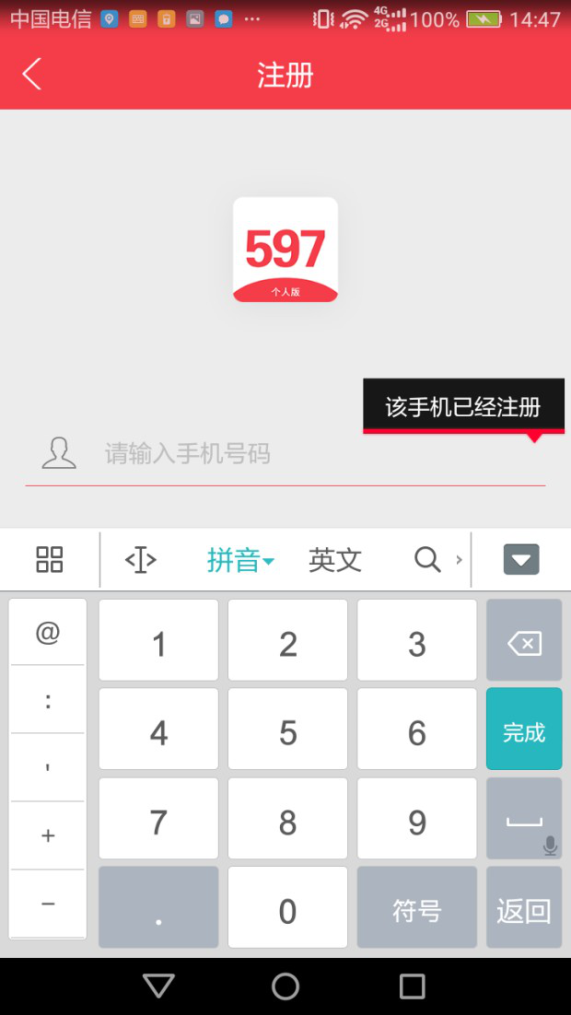 中国电信 4G 2G 100% 14:47
注册
597
个人版
该手机已经注册
请输入手机号码
拼音 英文
@ 1 2 3
: 4 5 6 完成
' 7 8 9
+
- . 0 符号 返回